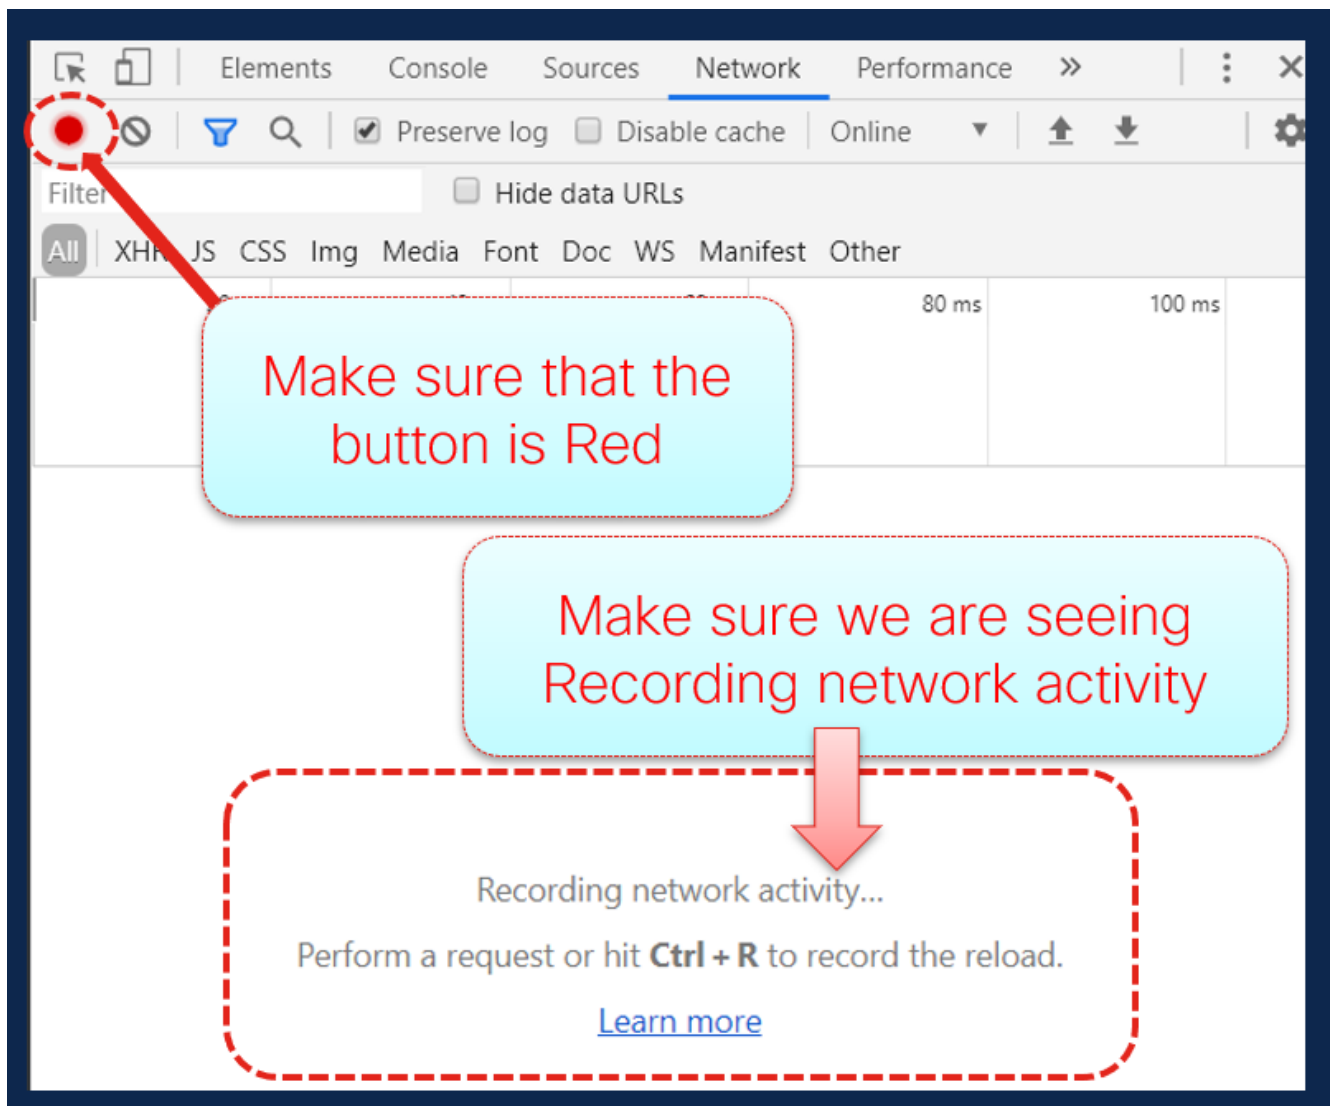 Elements Console Sources Network Performance »
Preserve log Disable cache Online
Filter Hide data URLs
All XHR JS CSS Img Media Font Doc WS Manifest Other
80 ms 100 ms
Make sure that the
button is Red
Make sure we are seeing
Recording network activity
Recording network activity...
Perform a request or hit Ctrl + R to record the reload.
Learn more